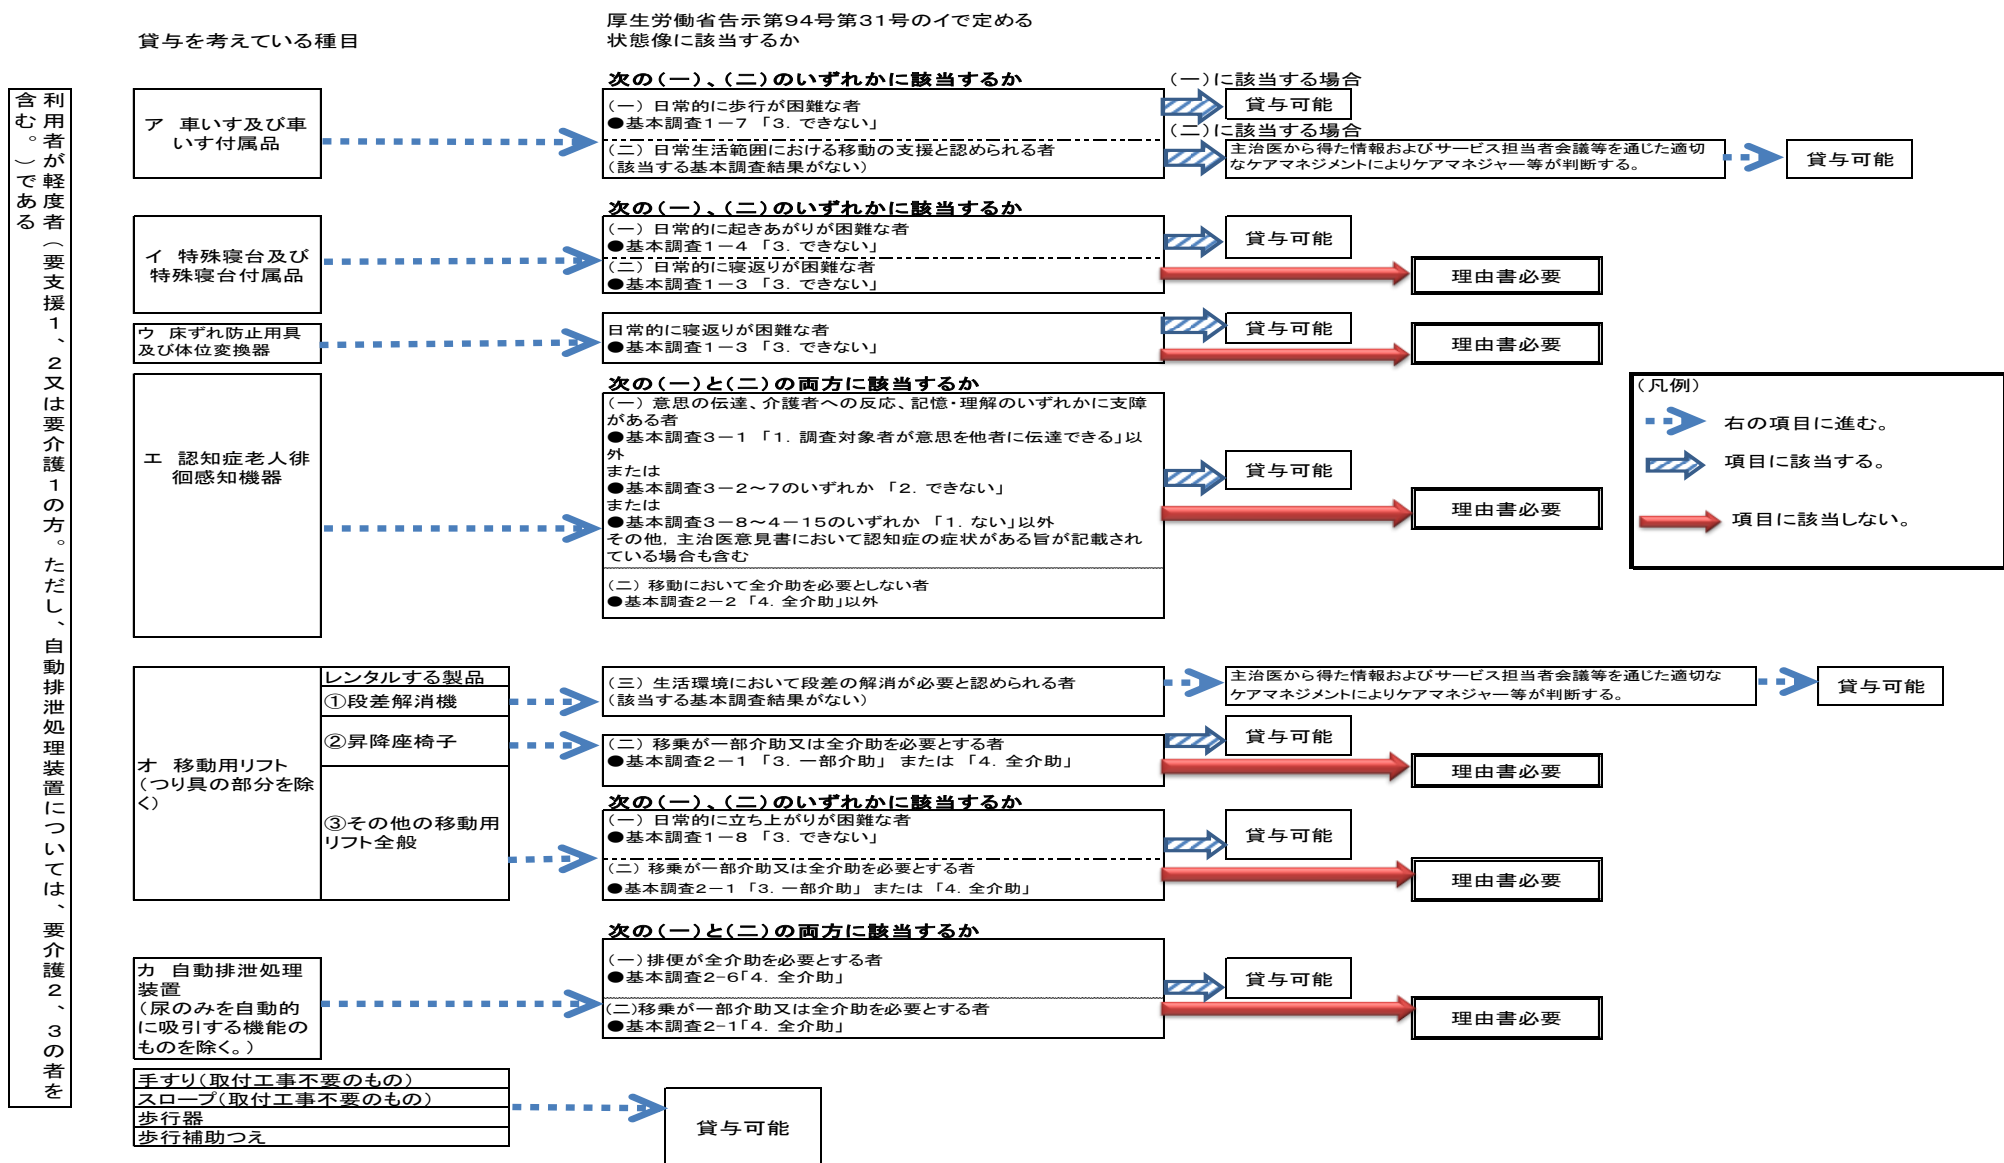 貸与を考えている種目
厚生労働省告示第94号第31号のイで定める
状態像に該当するか
利用者が軽度者（要支援1、2又は要介護1の方。ただし、自動排泄処理装置については、要介護2、3の者を
含む。）である
ア 車いす及び車
いす付属品
次の(一)、(二)のいずれかに該当するか
(一) 日常的に歩行が困難な者
●基本調査1－7 「3. できない」
(二) 日常生活範囲における移動の支援と認められる者
(該当する基本調査結果がない)
(一)に該当する場合
貸与可能
(二)に該当する場合
主治医から得た情報およびサービス担当者会議等を通じた適切
なケアマネジメントによりケアマネジャー等が判断する。
貸与可能
イ 特殊寝台及び
特殊寝台付属品
次の(一)、(二)のいずれかに該当するか
(一) 日常的に起きあがりが困難な者
●基本調査1－4 「3. できない」
(二) 日常的に寝返りが困難な者
●基本調査1－3 「3. できない」
貸与可能
理由書必要
ウ 床ずれ防止用具
及び体位変換器
日常的に寝返りが困難な者
●基本調査1－3 「3. できない」
貸与可能
理由書必要
エ 認知症老人徘
徊感知機器
次の(一)と(二)の両方に該当するか
(一) 意思の伝達、介護者への反応、記憶・理解のいずれかに支障
がある者
●基本調査3－1 「1. 調査対象者が意思を他者に伝達できる」以
外
または
●基本調査3－2～7のいずれか 「2. できない」
または
●基本調査3－8～4－15のいずれか 「1. ない」以外
その他, 主治医意見書において認知症の症状がある旨が記載され
ている場合も含む
(二) 移動において全介助を必要としない者
●基本調査2－2 「4. 全介助」以外
貸与可能
理由書必要
(凡例)
右の項目に進む。
項目に該当する。
項目に該当しない。
オ 移動用リフト
(つり具の部分を除
く)
レンタルする製品
①段差解消機
②昇降座椅子
③その他の移動用
リフト全般
(三) 生活環境において段差の解消が必要と認められる者
(該当する基本調査結果がない)
主治医から得た情報およびサービス担当者会議等を通じた適切な
ケアマネジメントによりケアマネジャー等が判断する。
貸与可能
(二) 移乗が一部介助又は全介助を必要とする者
●基本調査2－1 「3. 一部介助」 または 「4. 全介助」
貸与可能
理由書必要
次の(一)、(二)のいずれかに該当するか
(一) 日常的に立ち上がりが困難な者
●基本調査1－8 「3. できない」
(二) 移乗が一部介助又は全介助を必要とする者
●基本調査2－1 「3. 一部介助」 または 「4. 全介助」
貸与可能
理由書必要
カ 自動排泄処理
装置
(尿のみを自動的
に吸引する機能の
ものを除く。)
次の(一)と(二)の両方に該当するか
(一)排便が全介助を必要とする者
●基本調査2-6「4. 全介助」
(二)移乗が一部介助又は全介助を必要とする者
●基本調査2-1「4. 全介助」
貸与可能
理由書必要
手すり(取付工事不要のもの)
スロープ(取付工事不要のもの)
歩行器
歩行補助つえ
貸与可能